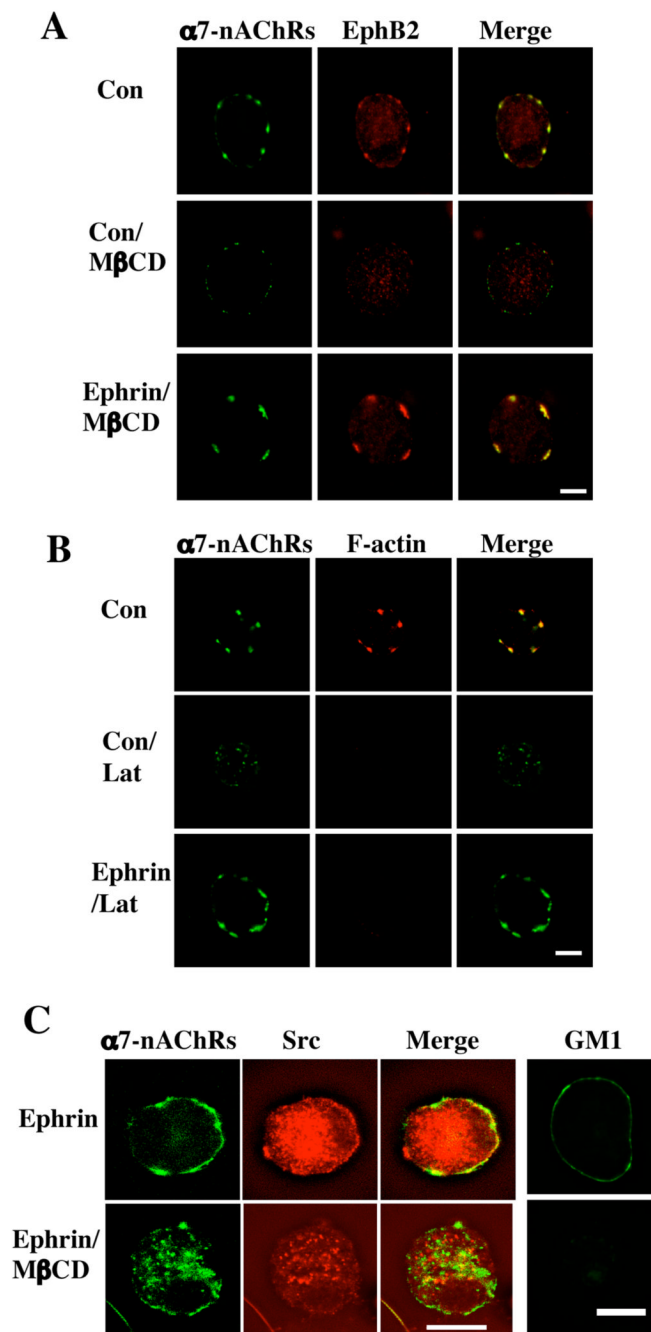 A
α7-nAChRs EphB2 Merge
Con
Con/
MβCD
Ephrin/
MβCD
B
α7-nAChRs F-actin Merge
Con
Con/
Lat
Ephrin
/Lat
C
α7-nAChRs Src Merge GM1
Ephrin
Ephrin/
MβCD